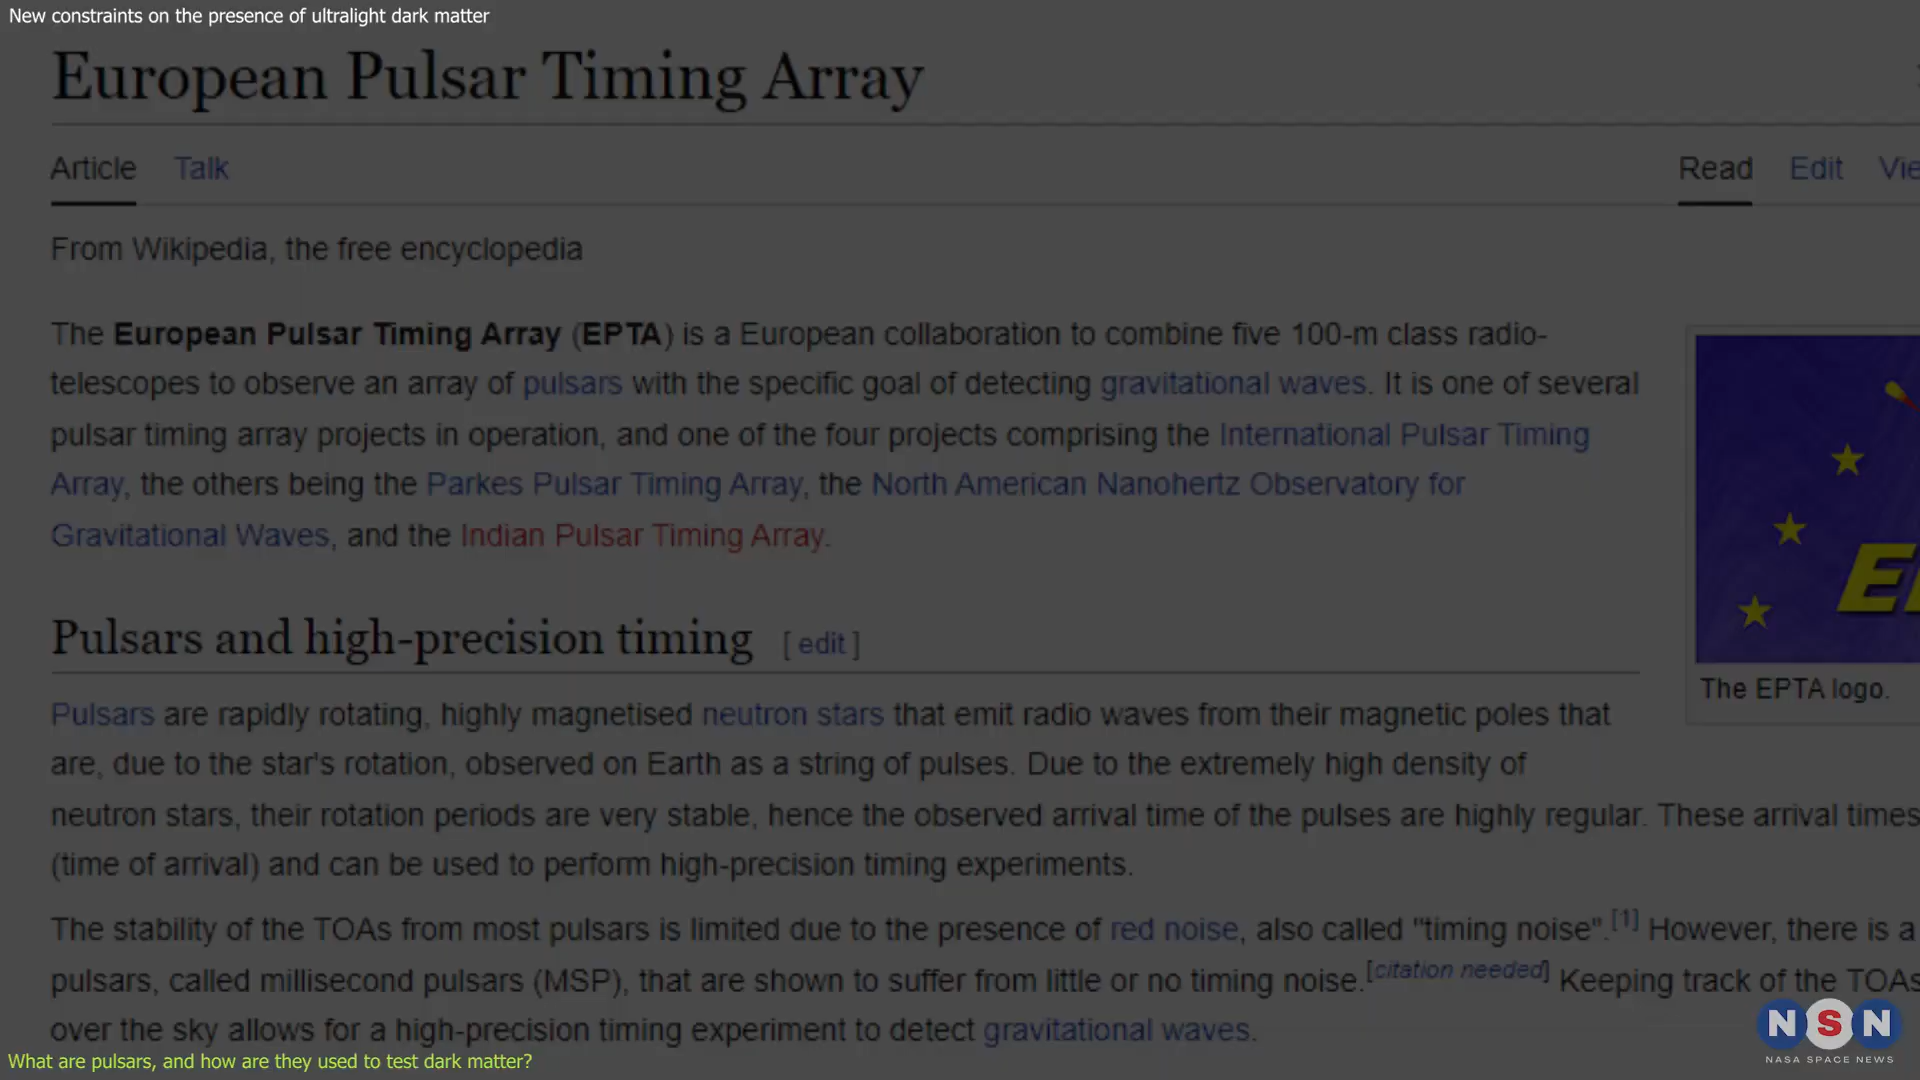 New constraints on the presence of ultralight dark matter
European Pulsar Timing Array
Article Talk Read Edit
From Wikipedia, the free encyclopedia
The European Pulsar Timing Array (EPTA) is a European collaboration to combine five 100-m class radio-
telescopes to observe an array of pulsars with the specific goal of detecting gravitational waves. It is one of several
pulsar timing array projects in operation, and one of the four projects comprising the International Pulsar Timing
Array, the others being the Parkes Pulsar Timing Array, the North American Nanohertz Observatory for
Gravitational Waves, and the Indian Pulsar Timing Array.
The EPTA logo.
Pulsars and high-precision timing [ edit ]
Pulsars are rapidly rotating, highly magnetised neutron stars that emit radio waves from their magnetic poles that
are, due to the star's rotation, observed on Earth as a string of pulses. Due to the extremely high density of
neutron stars, their rotation periods are very stable, hence the observed arrival time of the pulses are highly regular. These arrival times
(time of arrival) and can be used to perform high-precision timing experiments.
The stability of the TOAs from most pulsars is limited due to the presence of red noise, also called "timing noise".[1] However, there is a
pulsars, called millisecond pulsars (MSP), that are shown to suffer from little or no timing noise.[citation needed] Keeping track of the TOAs
over the sky allows for a high-precision timing experiment to detect gravitational waves.
NSN
NASA SPACE NEWS
What are pulsars, and how are they used to test dark matter?